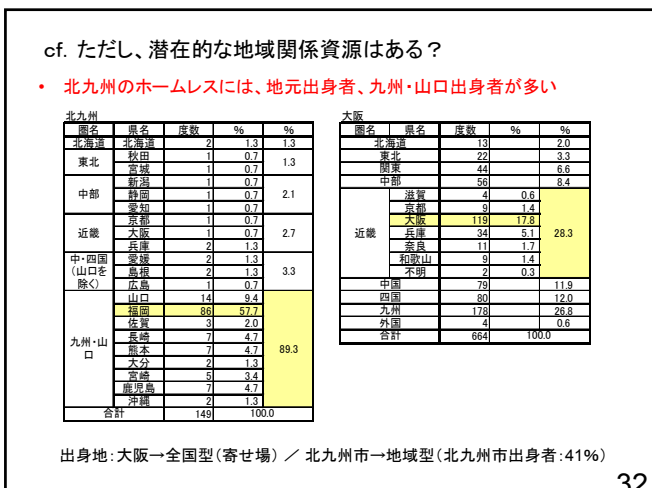 cf. ただし、潜在的な地域関係資源はある？
• 北九州のホームレスには、地元出身者、九州・山口出身者が多い
北九州
圏名 県名 度数 % %
北海道 北海道 2 1.3 1.3
東北 秋田 1 0.7 1.3
宮城 1 0.7
中部 新潟 1 0.7 2.1
静岡 1 0.7
愛知 1 0.7
近畿 京都 1 0.7 2.7
大阪 1 0.7
兵庫 2 1.3
中・四国(山口を除く) 愛媛 2 1.3 3.3
島根 2 1.3
広島 1 0.7
九州・山口 山口 14 9.4 89.3
福岡 86 57.7
佐賀 3 2.0
長崎 7 4.7
熊本 7 4.7
大分 2 1.3
宮崎 5 3.4
鹿児島 7 4.7
沖縄 2 1.3
合計 149 100.0
大阪
圏名 県名 度数 % %
北海道 13 2.0
東北 22 3.3
関東 44 6.6
中部 56 8.4
近畿 滋賀 4 0.6 28.3
京都 9 1.4
大阪 119 17.8
兵庫 34 5.1
奈良 11 1.7
和歌山 9 1.4
不明 2 0.3
中国 79 11.9
四国 80 12.0
九州 178 26.8
外国 4 0.6
合計 664 100.0
出身地：大阪→全国型(寄せ場) ／ 北九州市→地域型(北九州市出身者：41%)
32